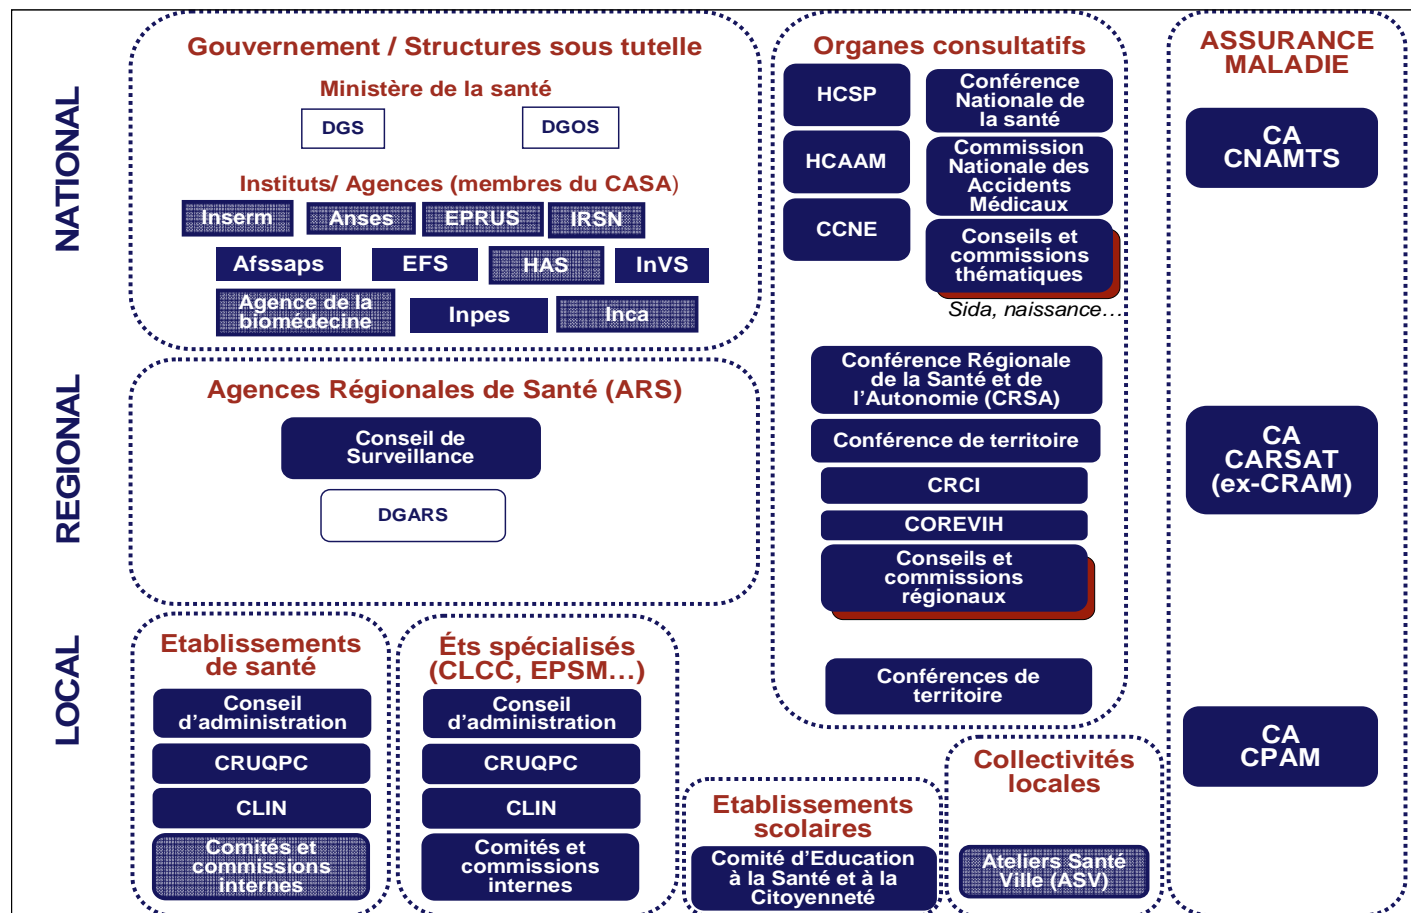 NATIONAL
Gouvernement / Structures sous tutelle
Ministère de la santé
DGS
DGOS
Instituts/ Agences (membres du CASA)
Inserm
Anses
EPRUS
IRSN
Afssaps
EFS
HAS
InVS
Agence de la
biomédecine
Inpes
Inca
Organes consultatifs
HCSP
HCAAM
CCNE
Conférence
Nationale de
la santé
Commission
Nationale des
Accidents
Médicaux
Conseils et
commissions
thématiques
Sida, naissance…
ASSURANCE
MALADIE
CA
CNAMTS
REGIONAL
Agences Régionales de Santé (ARS)
Conseil de
Surveillance
DGARS
Conférence Régionale
de la Santé et de
l'Autonomie (CRSA)
Conférence de territoire
CRCI
COREVIH
Conseils et
commissions
régionaux
CA
CARSAT
(ex-CRAM)
LOCAL
Etablissements
de santé
Conseil
d'administration
CRUQPC
CLIN
Comités et
commissions
internes
Éts spécialisés
(CLCC, EPSM…)
Conseil
d'administration
CRUQPC
CLIN
Comités et
commissions
internes
Conférences de
territoire
Etablissements
scolaires
Comité d'Education
à la Santé et à la
Citoyenneté
Collectivités
locales
Ateliers Santé
Ville (ASV)
CA
CPAM